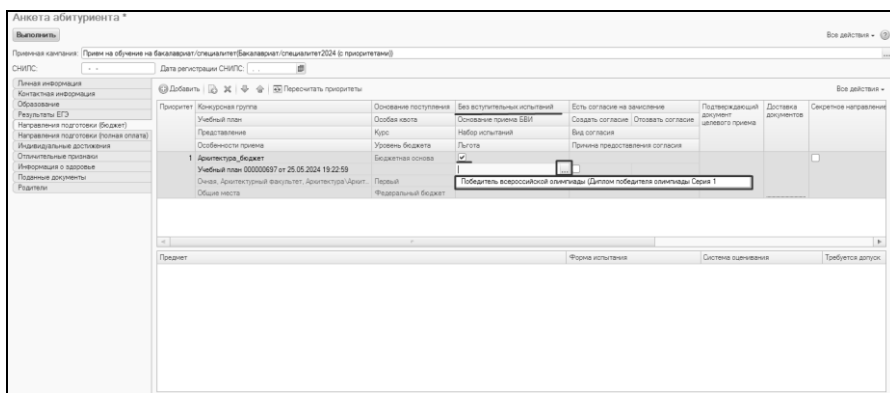 Анкета абитуриента *
Выполнить
Все действия
Приемная кампания: Прием на обучение на бакалавриат/специалитет(Бакалавриат/специалитет2024 (с приоритетами))
СНИЛС: - - Дата регистрации СНИЛС: . .
Личная информация
Контактная информация
Образование
Результаты ЕГЭ
Направления подготовки (бюджет)
Направления подготовки (полная оплата)
Индивидуальные достижения
Отличительные признаки
Информация о здоровье
Поданные документы
Родители
Добавить Пересчитать приоритеты Все действия
Приоритет Конкурсная группа Основание поступления Без вступительных испытаний Есть согласие на зачисление Подтверждающий документ целевого приема Доставка документов Секретное направление
Учебный план Особая квота Основание приема БВИ Создать согласие Отозвать согласие
Представление Курс Набор испытаний Вид согласия
Особенности приема Уровень бюджета Льгота Причина предоставления согласия
1 Архитектура_бюджет Бюджетная основа
Учебный план 000000697 от 25.05.2024 19:22:59 ...
Очная, Архитектурный факультет, Архитектура\Архит... Первый Победитель всероссийской олимпиады (Диплом победителя олимпиады Серия 1
Общие места Федеральный бюджет
Предмет Форма испытания Система оценивания Требуется допуск